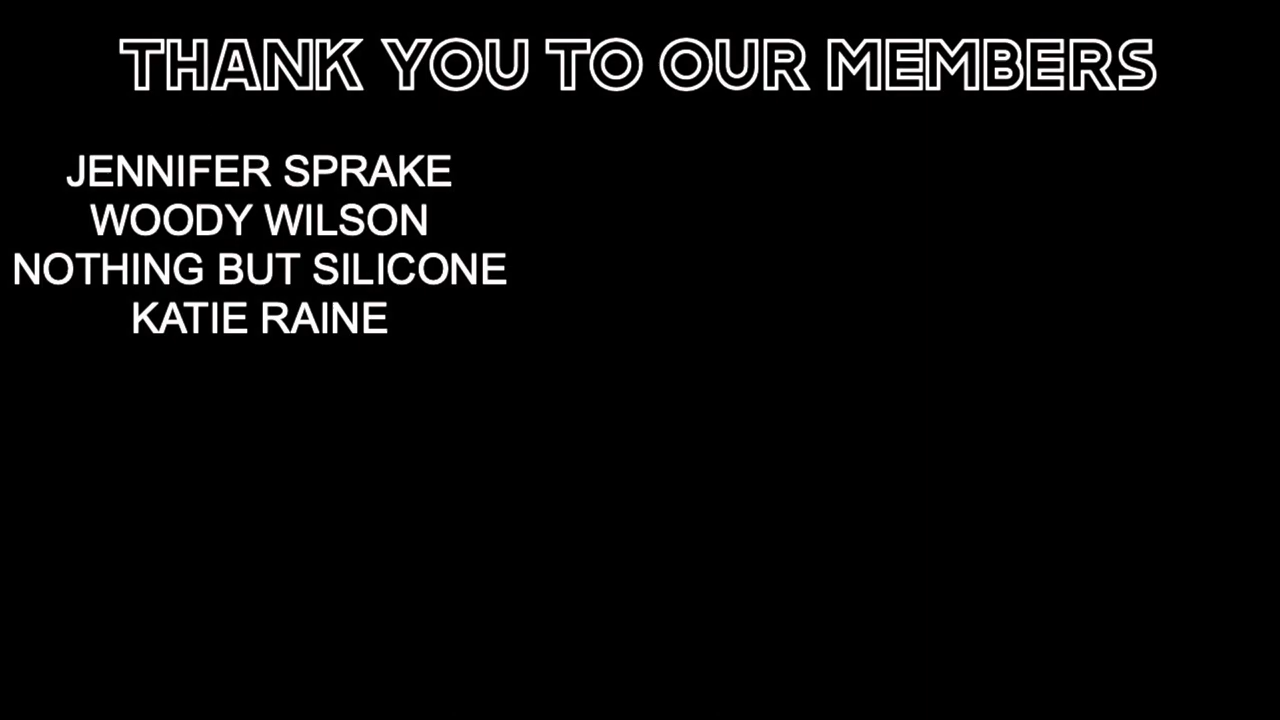 THANK YOU TO OUR MEMBERS
JENNIFER SPRAKE
WOODY WILSON
NOTHING BUT SILICONE
KATIE RAINE